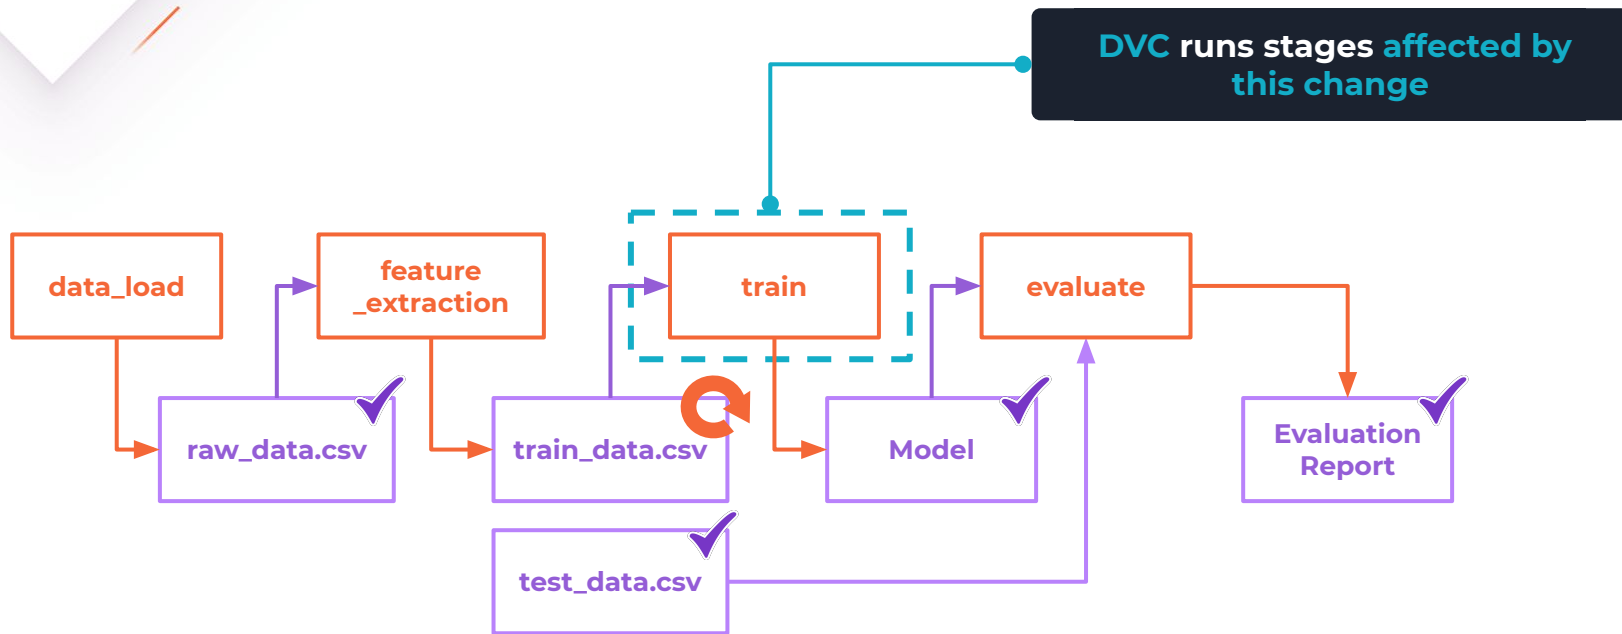 DVC runs stages affected by
this change
data_load
feature
_extraction
train
evaluate
raw_data.csv
train_data.csv
Model
Evaluation
Report
test_data.csv